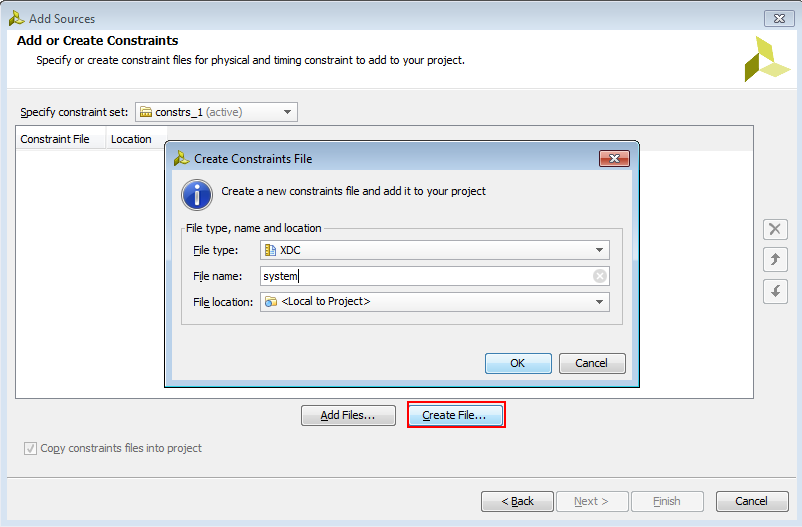 Add Sources
Add or Create Constraints
Specify or create constraint files for physical and timing constraint to add to your project.
Specify constraint set: constrs_1 (active)
Constraint File Location
Create Constraints File
Create a new constraints file and add it to your project
File type, name and location
File type: XDC
File name: system
File location: <Local to Project>
OK Cancel
Add Files... Create File...
Copy constraints files into project
< Back Next > Finish Cancel